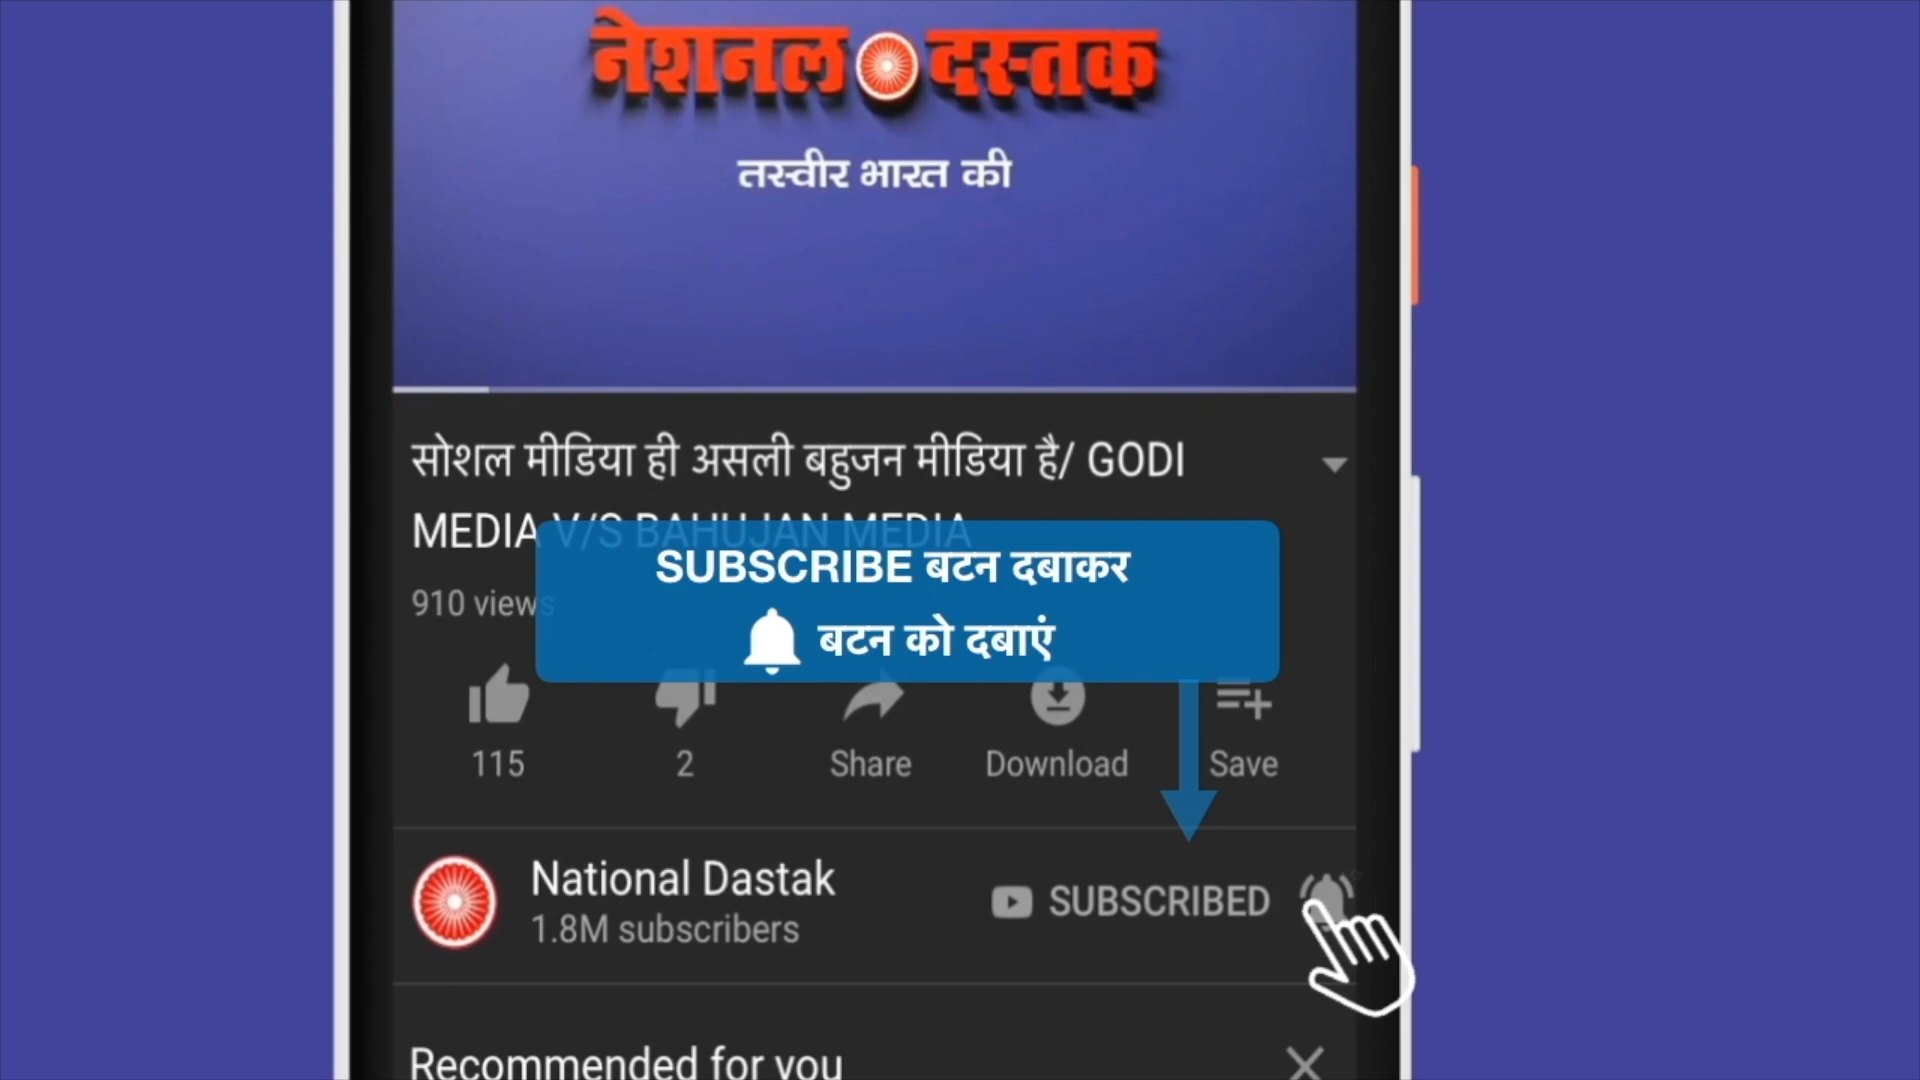 नेशनल दस्तक
तस्वीर भारत की
सोशल मीडिया ही असली बहुजन मीडिया है/ GODI
MEDIA V/S BAHUJAN MEDIA
SUBSCRIBE बटन दबाकर
बटन को दबाएं
910 views
115
2
Share
Download
Save
National Dastak
1.8M subscribers
SUBSCRIBED
Recommended for you